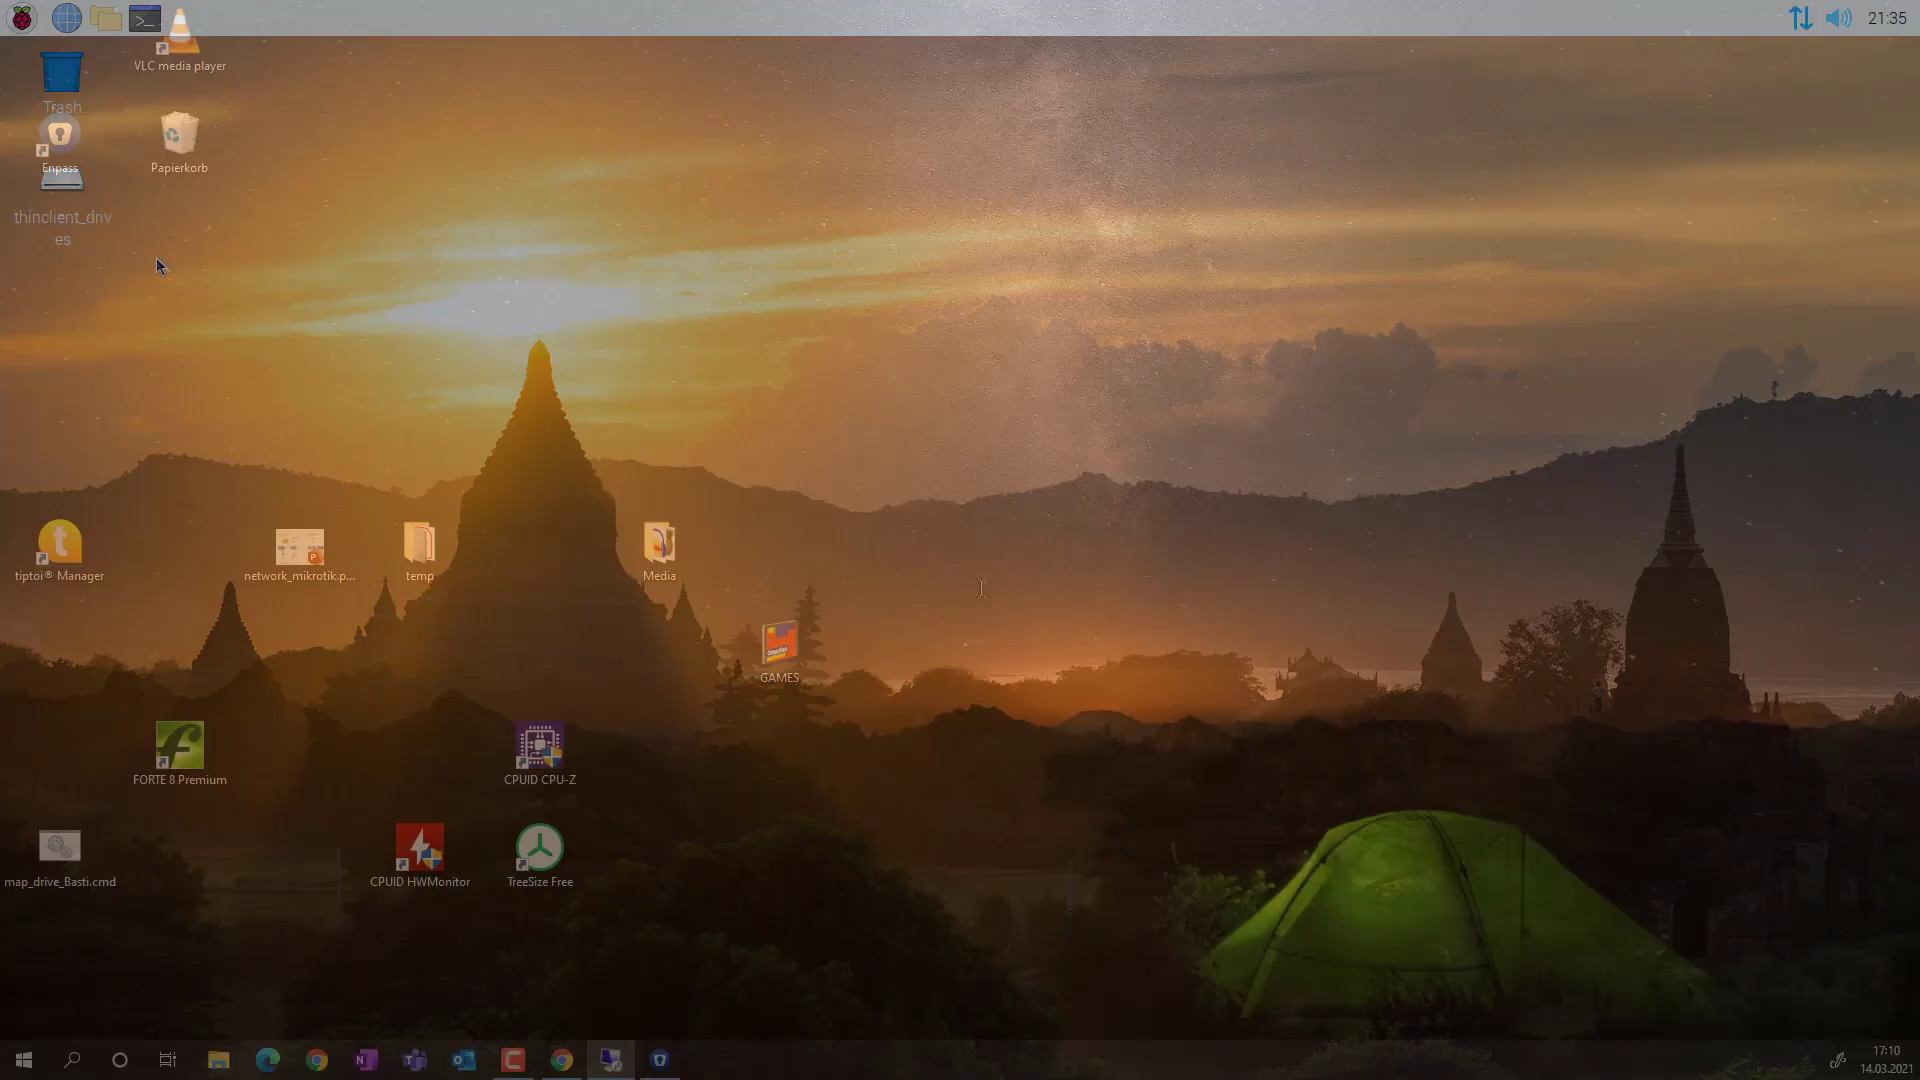 21:35
VLC media player
Trash
Enpass
Papierkorb
thinclient_driv
es
tiptoi® Manager
network_mikrotik.p...
temp
Media
GAMES
FORTE 8 Premium
CPUID CPU-Z
map_drive_Basti.cmd
CPUID HWMonitor
TreeSize Free
17:10
14.03.2021